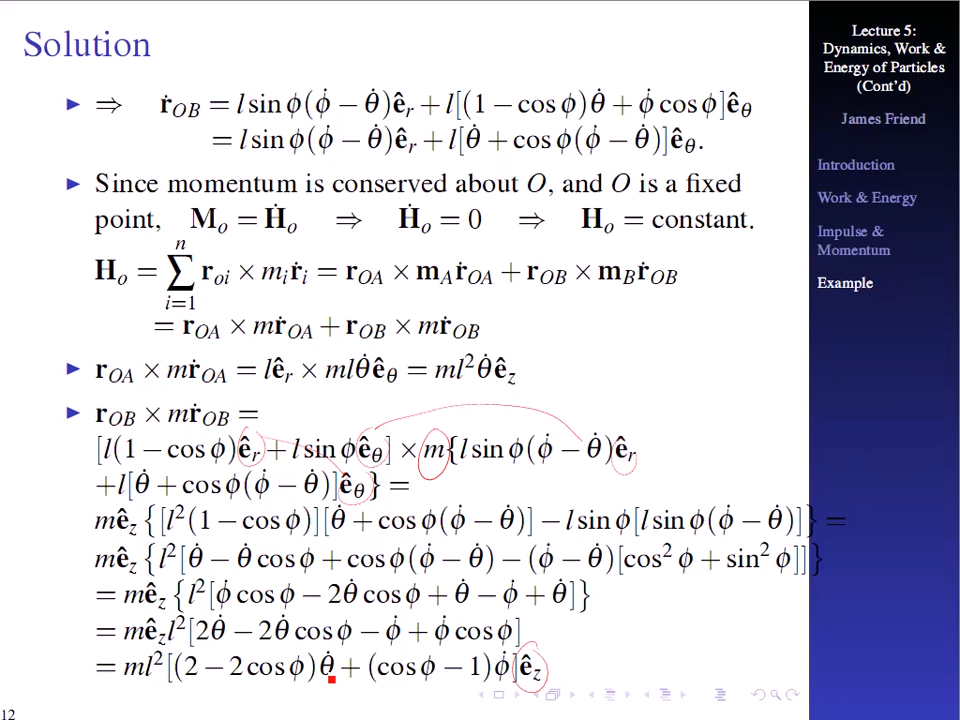 Solution
▶ ⇒ ṙ_OB = l sin ϕ(ϕ̇ − θ̇)ê_r + l[(1 − cos ϕ)θ̇ + ϕ̇ cos ϕ]ê_θ
= l sin ϕ(ϕ̇ − θ̇)ê_r + l[θ̇ + cos ϕ(ϕ̇ − θ̇)]ê_θ.
▶ Since momentum is conserved about O, and O is a fixed
point, M_o = Ḣ_o ⇒ Ḣ_o = 0 ⇒ H_o = constant.
H_o = ∑_{i=1}^{n} r_oi × m_i ṙ_i = r_OA × m_A ṙ_OA + r_OB × m_B ṙ_OB
= r_OA × mṙ_OA + r_OB × mṙ_OB
▶ r_OA × mṙ_OA = lê_r × mlθ̇ê_θ = ml²θ̇ê_z
▶ r_OB × mṙ_OB =
[l(1 − cos ϕ)ê_r + l sin ϕê_θ] × m{l sin ϕ(ϕ̇ − θ̇)ê_r
+l[θ̇ + cos ϕ(ϕ̇ − θ̇)]ê_θ} =
mê_z {[l²(1 − cos ϕ)][θ̇ + cos ϕ(ϕ̇ − θ̇)] − l sin ϕ[l sin ϕ(ϕ̇ − θ̇)]} =
mê_z {l²[θ̇ − θ̇ cos ϕ + cos ϕ(ϕ̇ − θ̇) − (ϕ̇ − θ̇)[cos² ϕ + sin² ϕ]]}
= mê_z {l²[ϕ̇ cos ϕ − 2θ̇ cos ϕ + θ̇ − ϕ̇ + θ̇]}
= mê_z l²[2θ̇ − 2θ̇ cos ϕ − ϕ̇ + ϕ̇ cos ϕ]
= ml²[(2 − 2 cos ϕ)θ̇ + (cos ϕ − 1)ϕ̇]ê_z
12
Lecture 5:
Dynamics, Work &
Energy of Particles
(Cont'd)
James Friend
Introduction
Work & Energy
Impulse &
Momentum
Example